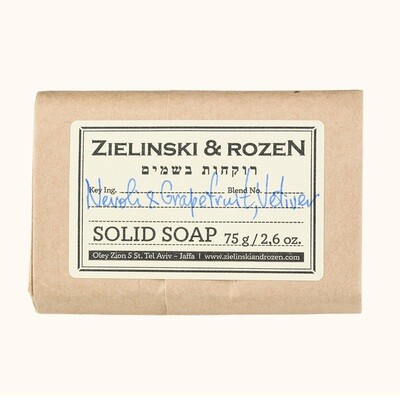 ZIELINSKI & ROZEN
רוקחות בשמים
Key Ing. Blend No.
Neroli & Grapefruit, Vetiver
SOLID SOAP 75 g / 2,6 oz.
Oley Zion 5 St. Tel Aviv – Jaffa | www.zielinskiandrozen.com